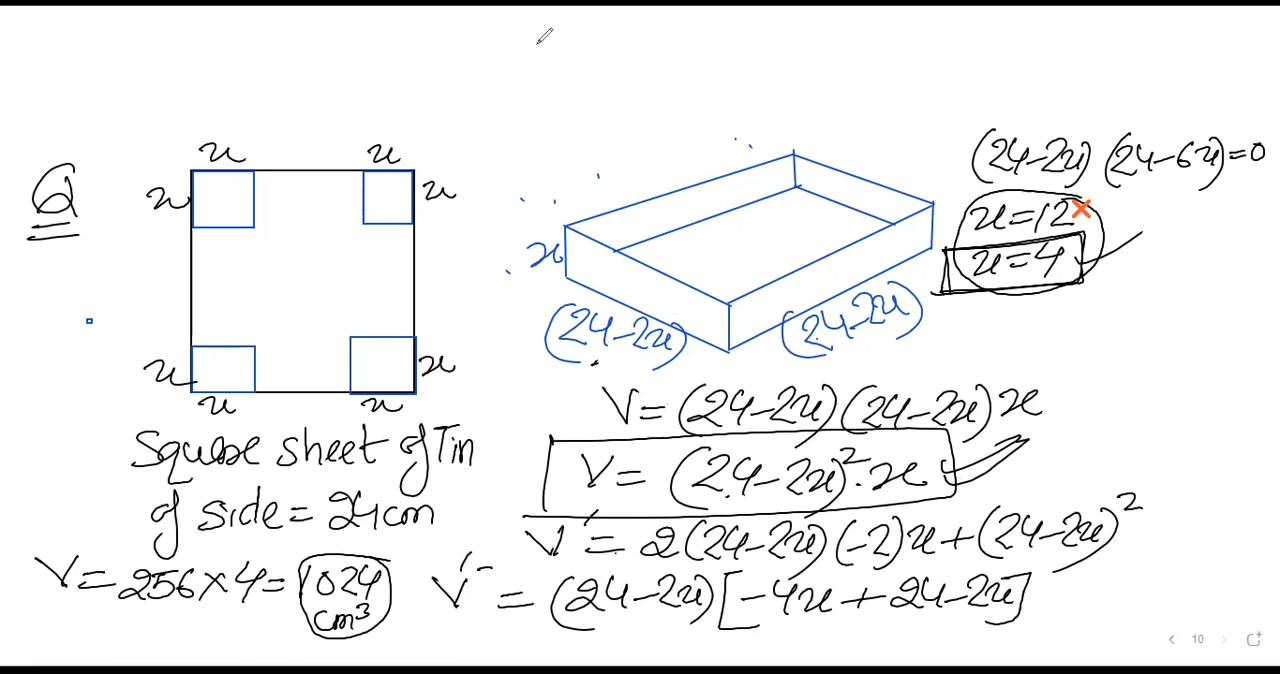 Q
x x
x x
x x
x x
Square sheet of Tin
of side = 24cm
V = 256 × 4 = 1024
cm³
x
(24-2x) (24-2x)
(24-2x) (24-6x) = 0
x = 12 ×
x = 4
V = (24-2x)(24-2x)x
V = (24-2x)².x
V' = 2(24-2x)(-2)x + (24-2x)²
V' = (24-2x)[-4x + 24-2x]
< 10 >